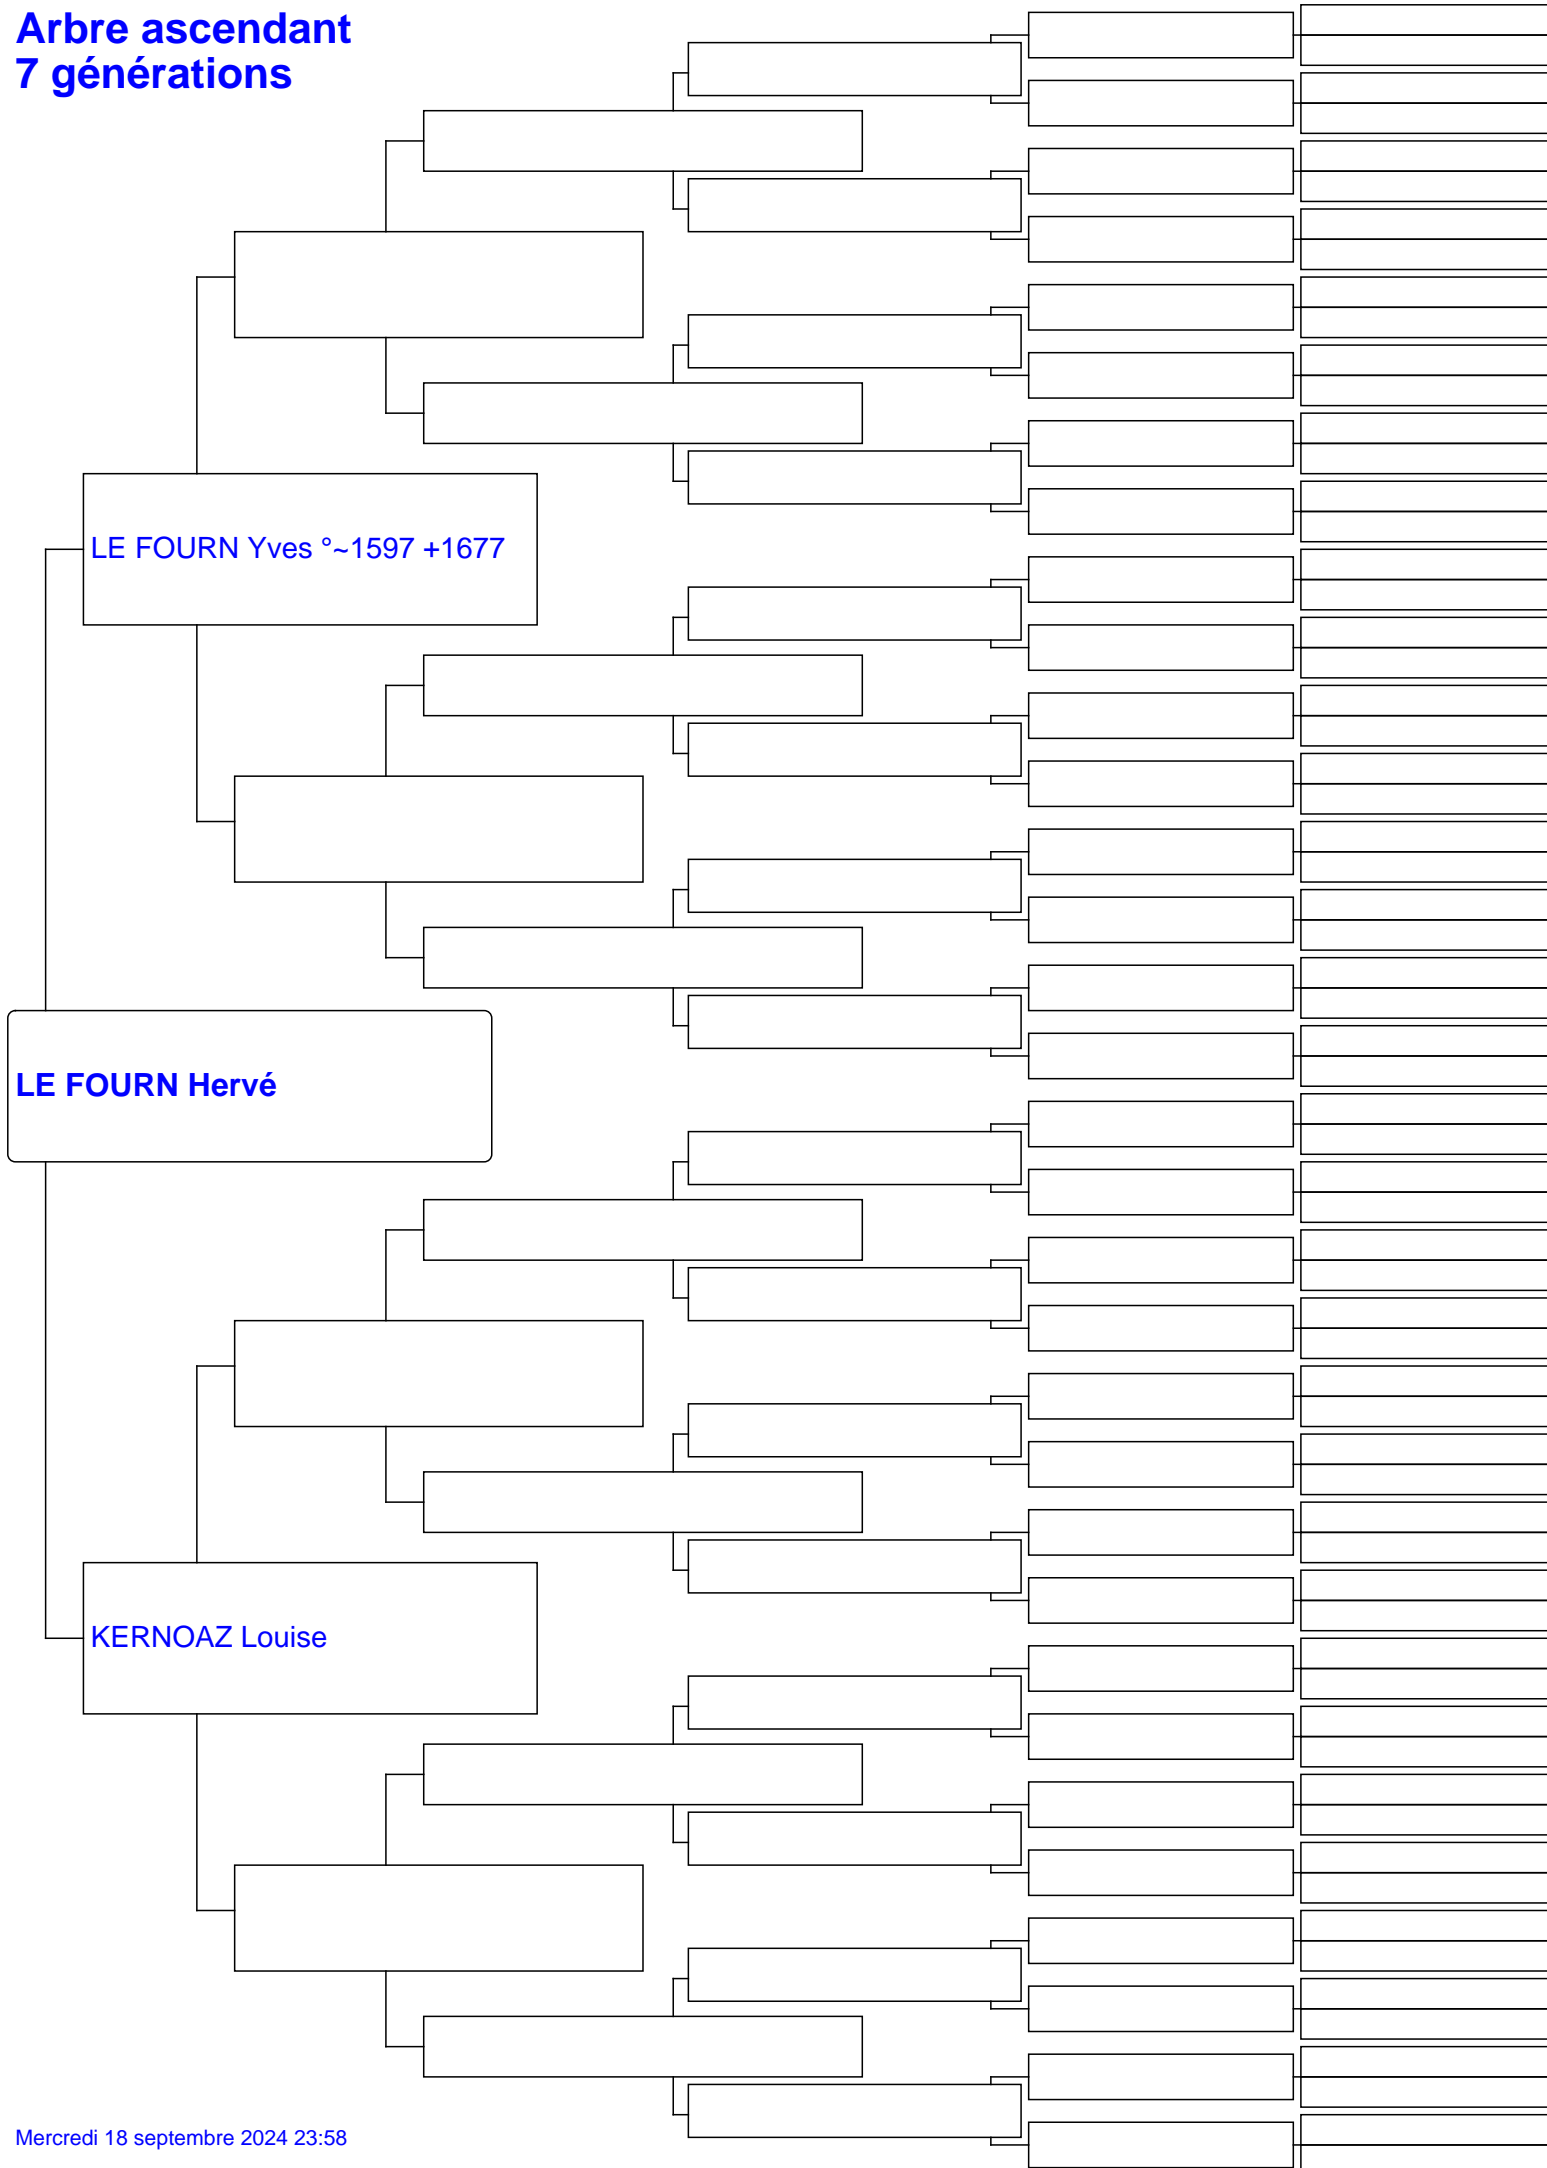 Arbre ascendant
7 générations
LE FOURN Yves °~1597 +1677
LE FOURN Hervé
KERNOAZ Louise
Mercredi 18 septembre 2024 23:58